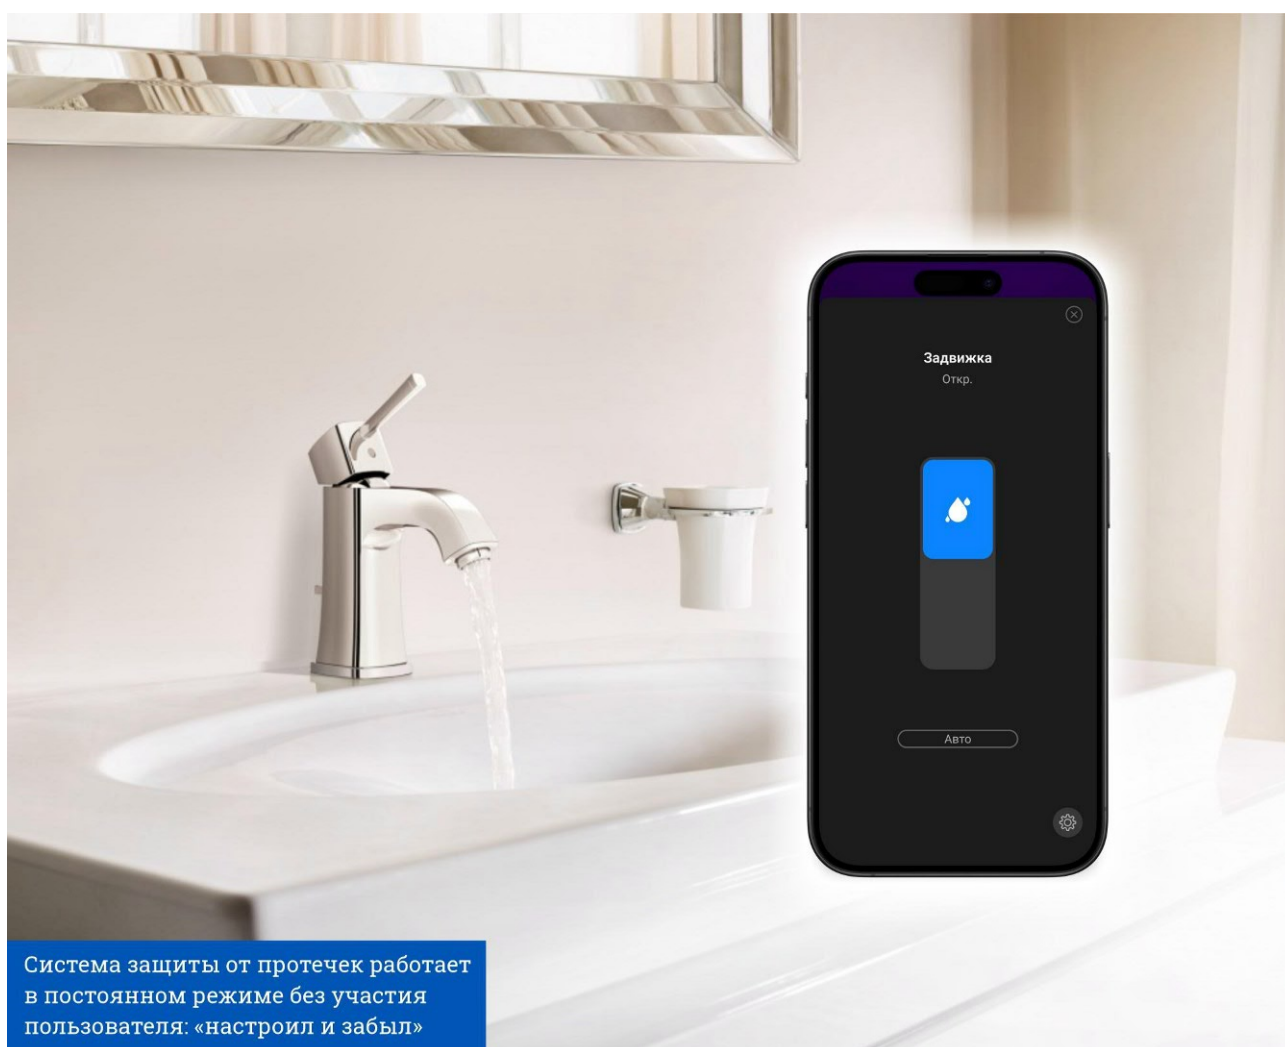 Задвижка
Откр.
Авто
Система защиты от протечек работает
в постоянном режиме без участия
пользователя: «настроил и забыл»